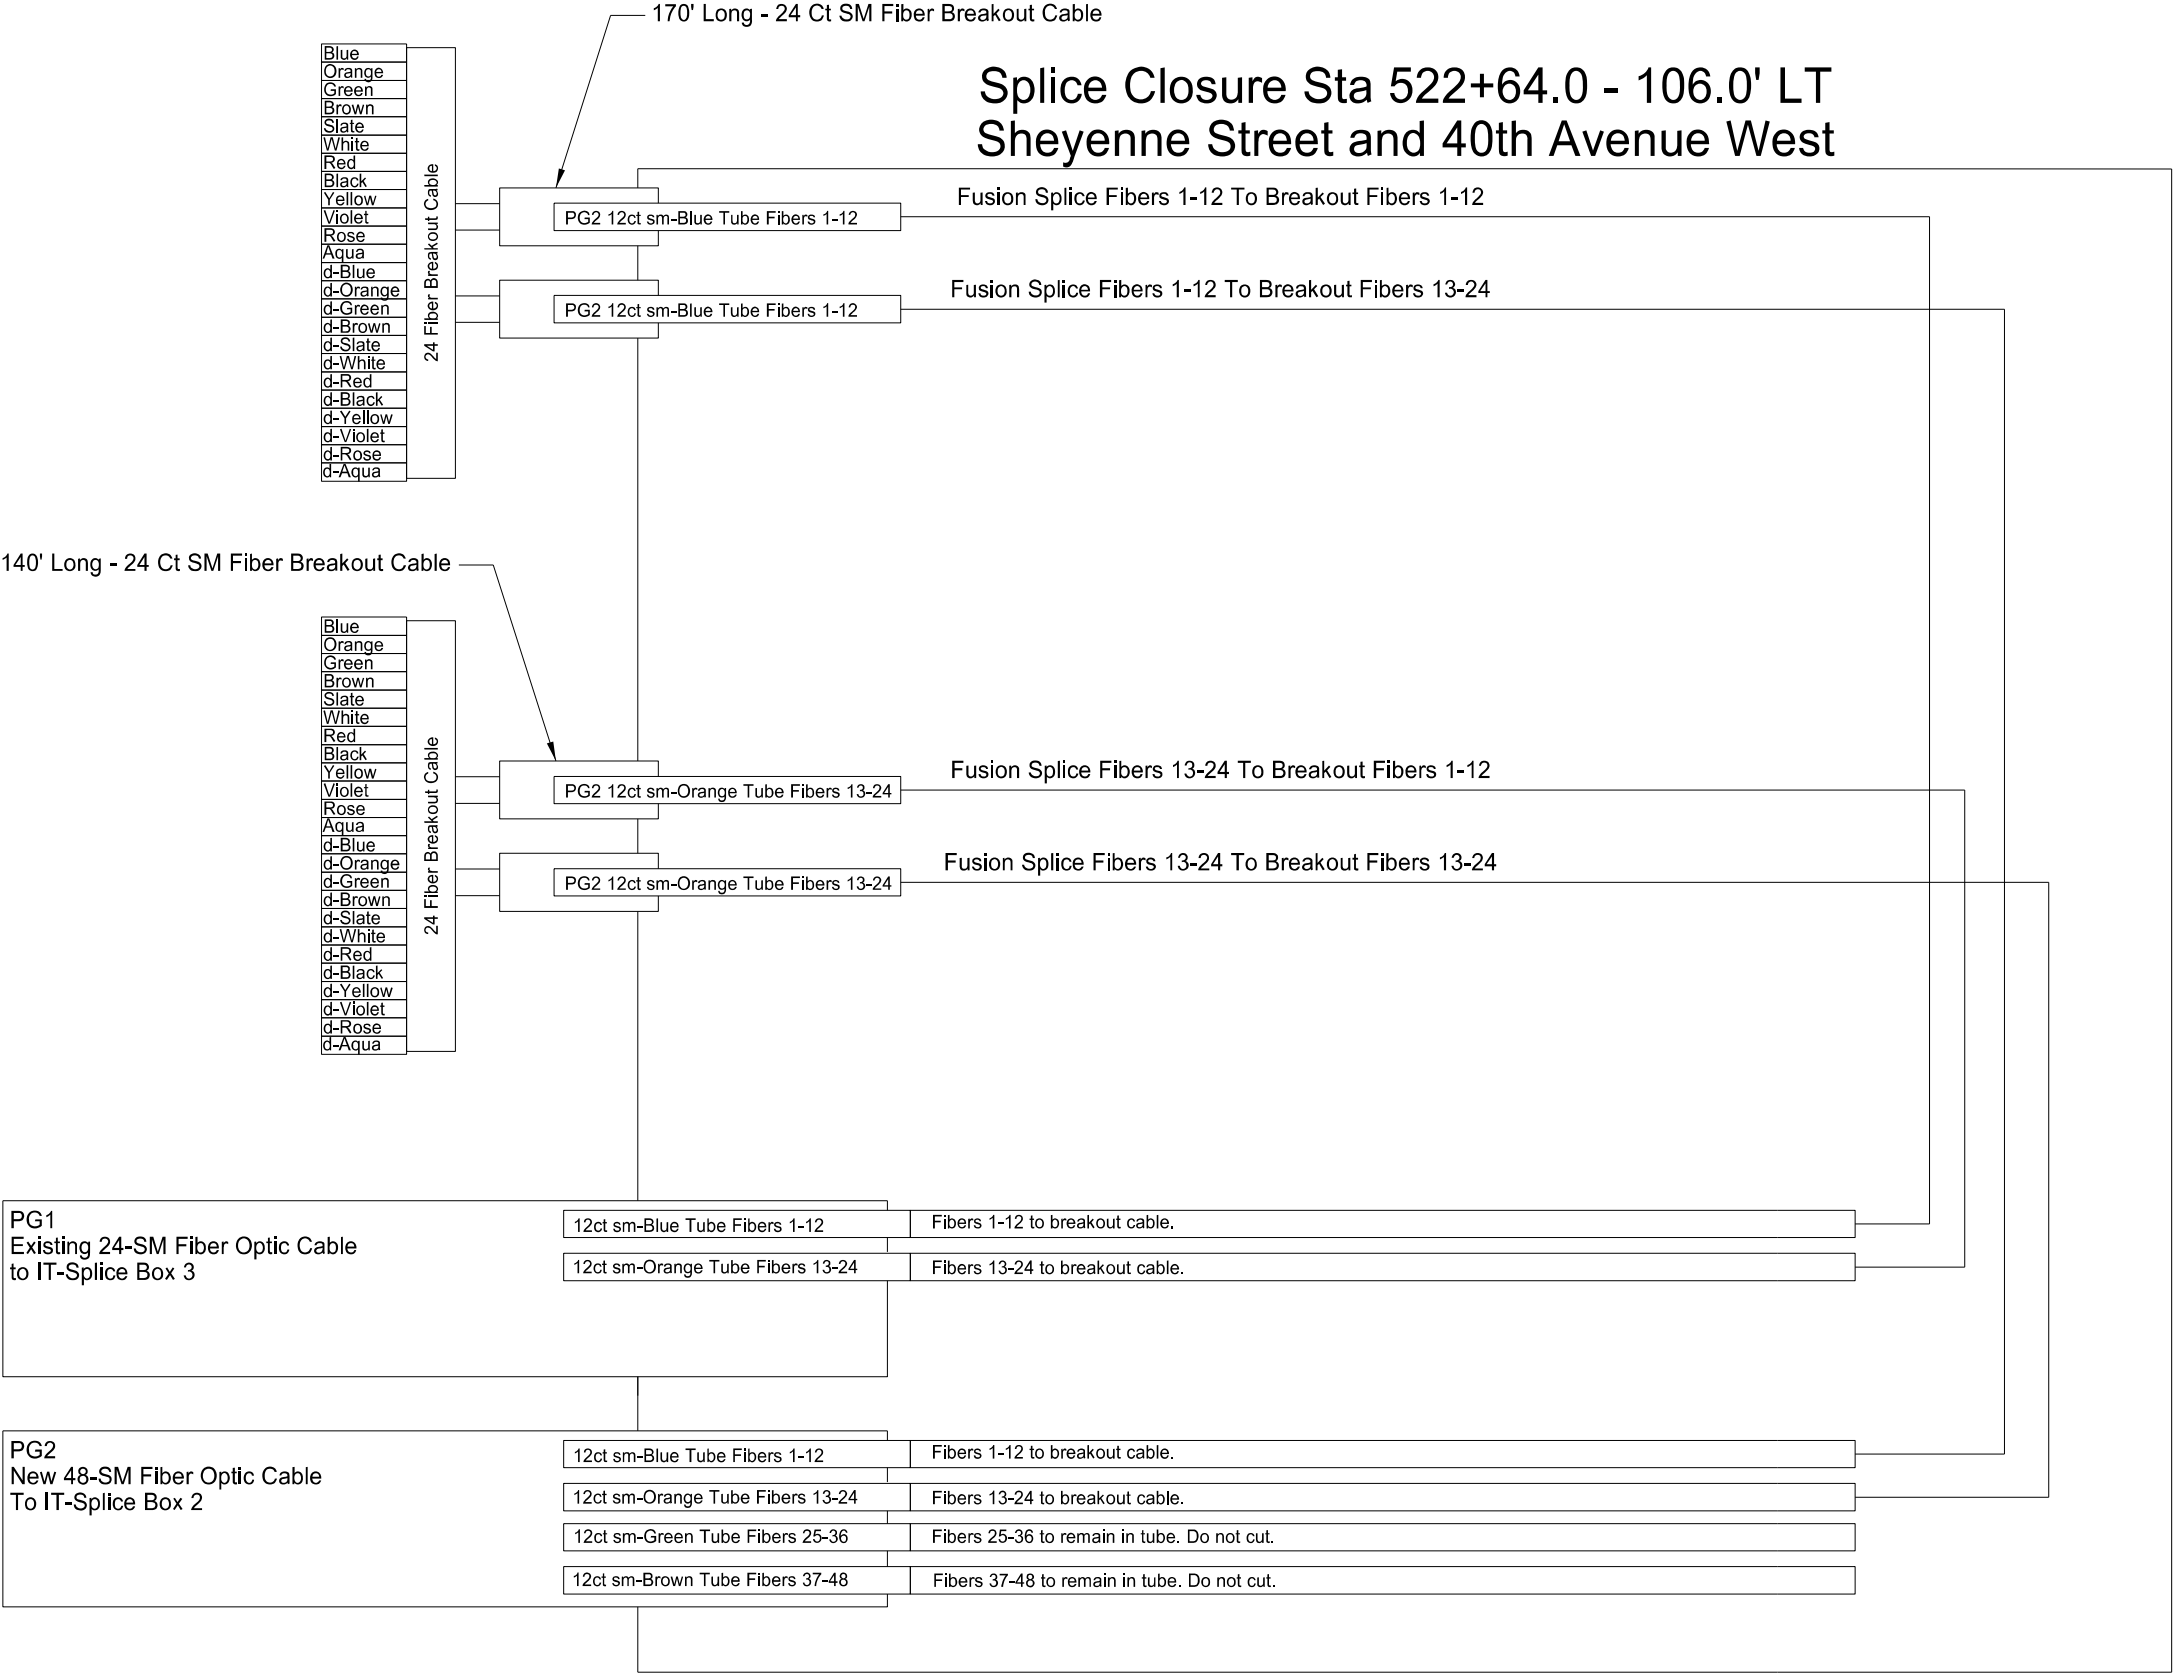 170' Long - 24 Ct SM Fiber Breakout Cable
Splice Closure Sta 522+64.0 - 106.0' LT
Sheyenne Street and 40th Avenue West
Blue
Orange
Green
Brown
Slate
White
Red
Black
Yellow
Violet
Rose
Aqua
d-Blue
d-Orange
d-Green
d-Brown
d-Slate
d-White
d-Red
d-Black
d-Yellow
d-Violet
d-Rose
d-Aqua
24 Fiber Breakout Cable
PG2 12ct sm-Blue Tube Fibers 1-12
Fusion Splice Fibers 1-12 To Breakout Fibers 1-12
PG2 12ct sm-Blue Tube Fibers 1-12
Fusion Splice Fibers 1-12 To Breakout Fibers 13-24
140' Long - 24 Ct SM Fiber Breakout Cable
Blue
Orange
Green
Brown
Slate
White
Red
Black
Yellow
Violet
Rose
Aqua
d-Blue
d-Orange
d-Green
d-Brown
d-Slate
d-White
d-Red
d-Black
d-Yellow
d-Violet
d-Rose
d-Aqua
24 Fiber Breakout Cable
PG2 12ct sm-Orange Tube Fibers 13-24
Fusion Splice Fibers 13-24 To Breakout Fibers 1-12
PG2 12ct sm-Orange Tube Fibers 13-24
Fusion Splice Fibers 13-24 To Breakout Fibers 13-24
PG1
Existing 24-SM Fiber Optic Cable
to IT-Splice Box 3
12ct sm-Blue Tube Fibers 1-12
Fibers 1-12 to breakout cable.
12ct sm-Orange Tube Fibers 13-24
Fibers 13-24 to breakout cable.
PG2
New 48-SM Fiber Optic Cable
To IT-Splice Box 2
12ct sm-Blue Tube Fibers 1-12
Fibers 1-12 to breakout cable.
12ct sm-Orange Tube Fibers 13-24
Fibers 13-24 to breakout cable.
12ct sm-Green Tube Fibers 25-36
Fibers 25-36 to remain in tube. Do not cut.
12ct sm-Brown Tube Fibers 37-48
Fibers 37-48 to remain in tube. Do not cut.